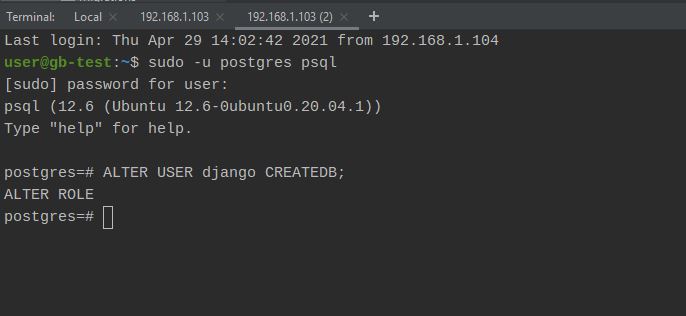 Terminal: Local × 192.168.1.103 × 192.168.1.103 (2) × +
Last login: Thu Apr 29 14:02:42 2021 from 192.168.1.104
user@gb-test:~$ sudo -u postgres psql
[sudo] password for user:
psql (12.6 (Ubuntu 12.6-0ubuntu0.20.04.1))
Type "help" for help.
postgres=# ALTER USER django CREATEDB;
ALTER ROLE
postgres=#